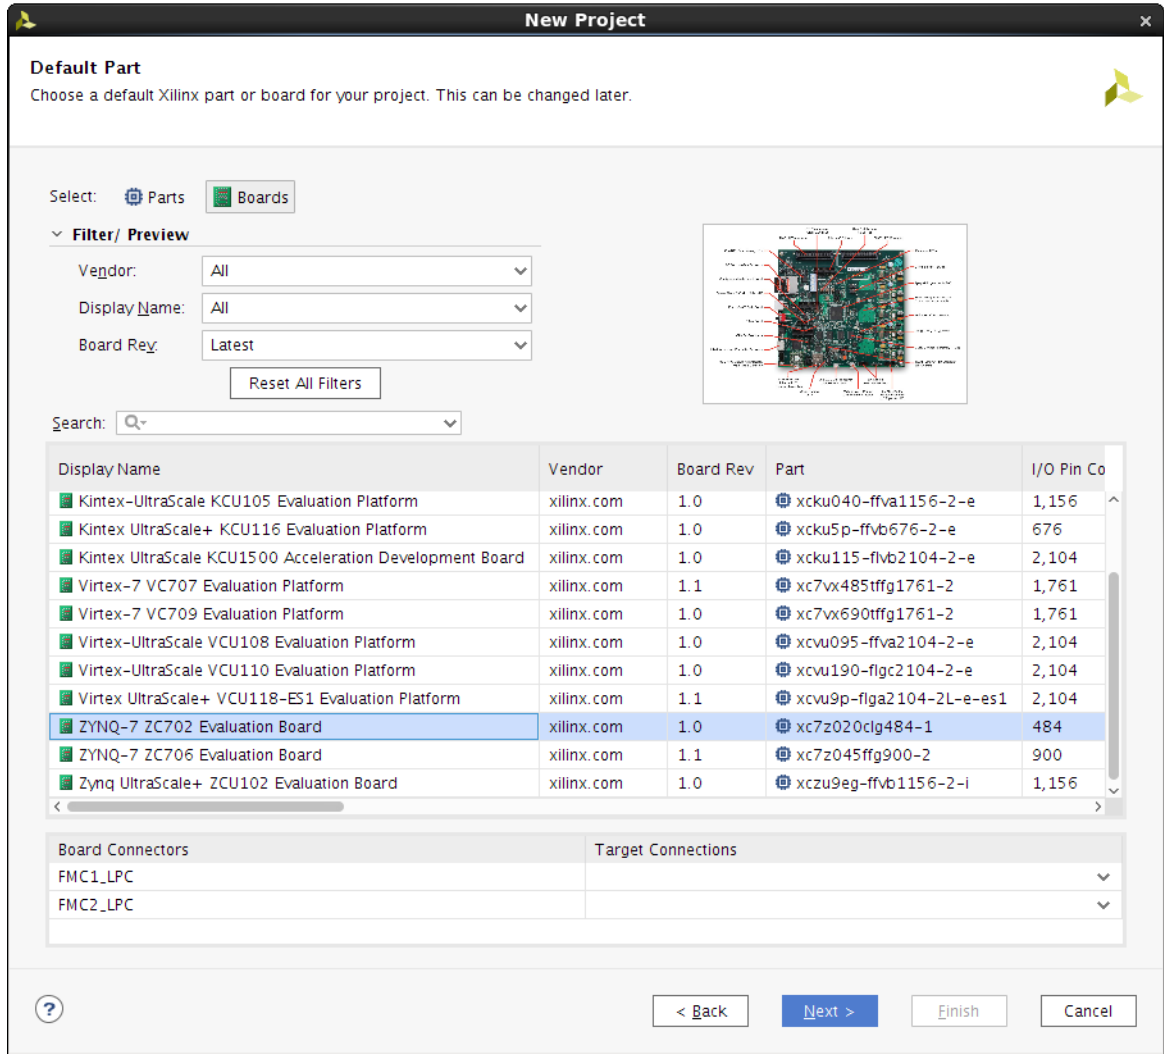 New Project
Default Part
Choose a default Xilinx part or board for your project. This can be changed later.
Select: Parts Boards
Filter/ Preview
Vendor: All
Display Name: All
Board Rev: Latest
Reset All Filters
Search:
Display Name Vendor Board Rev Part I/O Pin Co
Kintex-UltraScale KCU105 Evaluation Platform xilinx.com 1.0 xcku040-ffva1156-2-e 1,156
Kintex UltraScale+ KCU116 Evaluation Platform xilinx.com 1.0 xcku5p-ffvb676-2-e 676
Kintex UltraScale KCU1500 Acceleration Development Board xilinx.com 1.0 xcku115-flvb2104-2-e 2,104
Virtex-7 VC707 Evaluation Platform xilinx.com 1.1 xc7vx485tffg1761-2 1,761
Virtex-7 VC709 Evaluation Platform xilinx.com 1.0 xc7vx690tffg1761-2 1,761
Virtex-UltraScale VCU108 Evaluation Platform xilinx.com 1.0 xcvu095-ffva2104-2-e 2,104
Virtex-UltraScale VCU110 Evaluation Platform xilinx.com 1.0 xcvu190-flgc2104-2-e 2,104
Virtex UltraScale+ VCU118-ES1 Evaluation Platform xilinx.com 1.1 xcvu9p-flga2104-2L-e-es1 2,104
ZYNQ-7 ZC702 Evaluation Board xilinx.com 1.0 xc7z020clg484-1 484
ZYNQ-7 ZC706 Evaluation Board xilinx.com 1.1 xc7z045ffg900-2 900
Zynq UltraScale+ ZCU102 Evaluation Board xilinx.com 1.0 xczu9eg-ffvb1156-2-i 1,156
Board Connectors Target Connections
FMC1_LPC
FMC2_LPC
? < Back Next > Finish Cancel